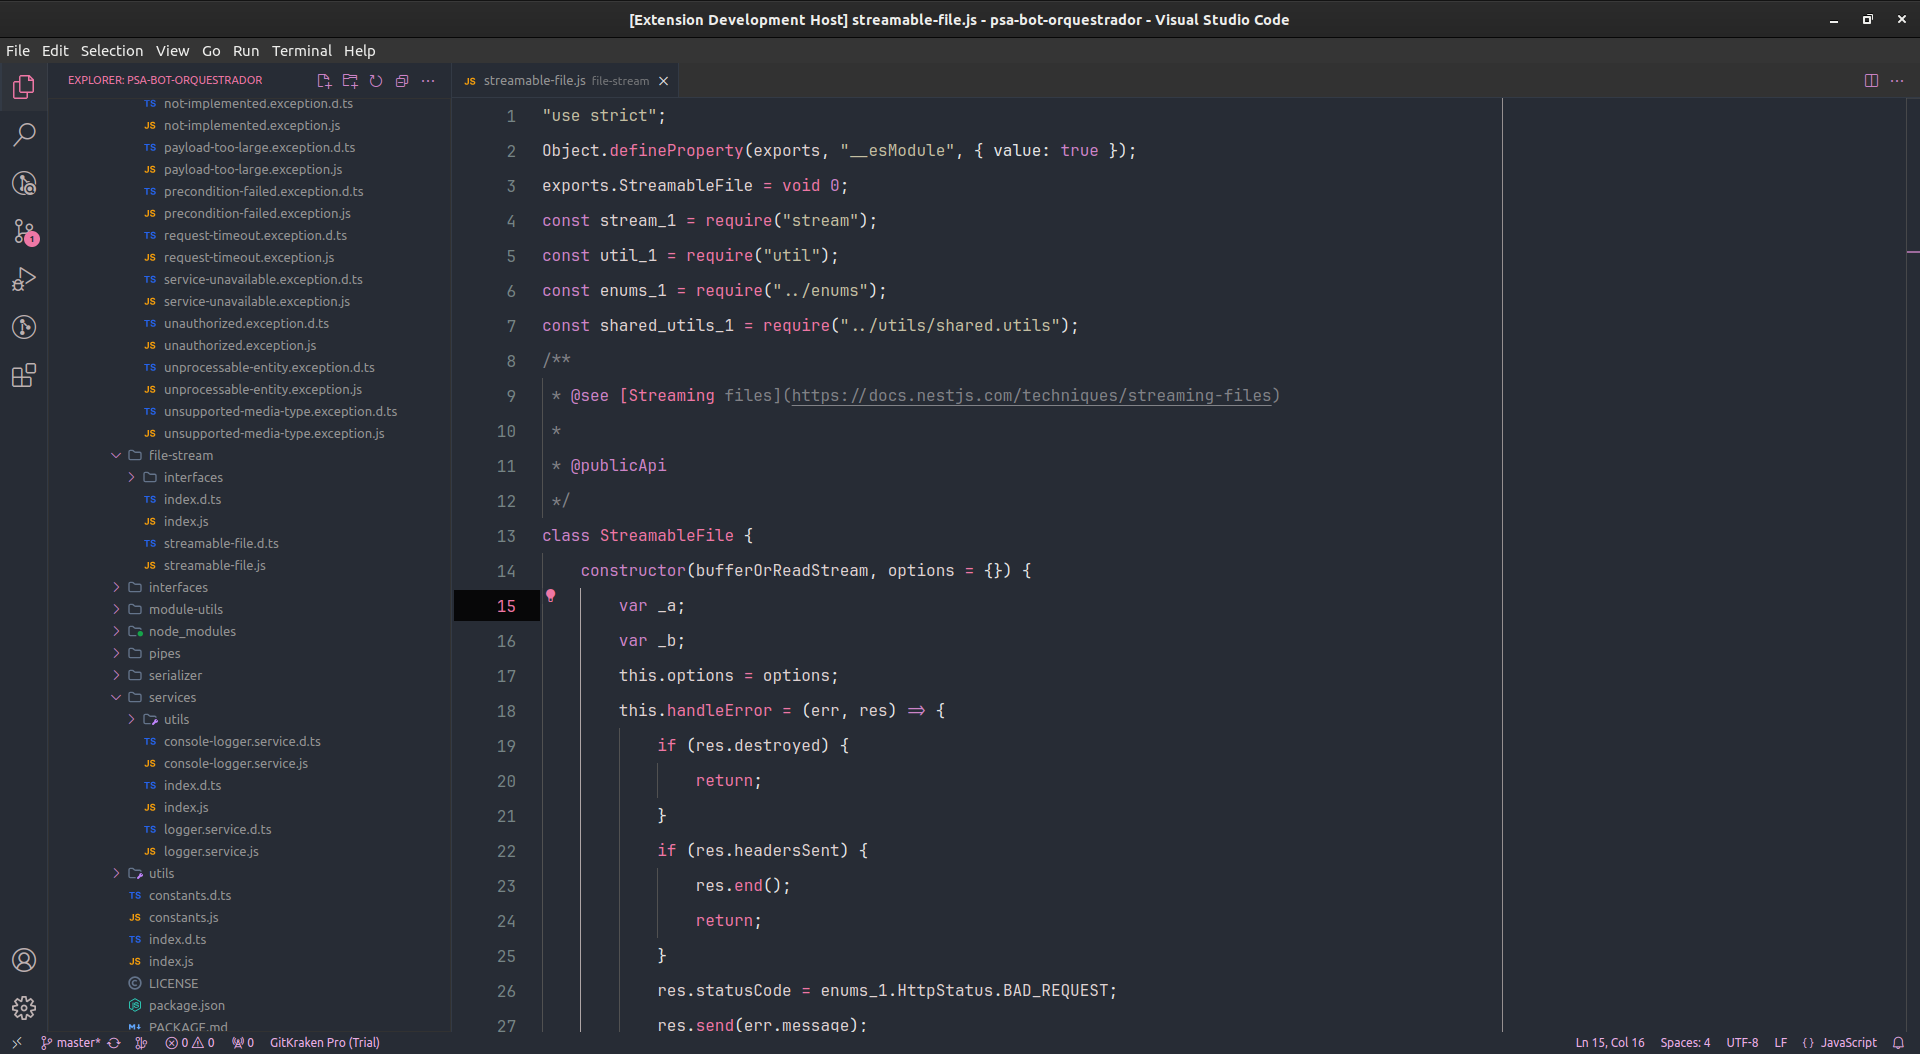 [Extension Development Host] streamable-file.js - psa-bot-orquestrador - Visual Studio Code
File Edit Selection View Go Run Terminal Help
EXPLORER: PSA-BOT-ORQUESTRADOR
TS not-implemented.exception.d.ts
JS not-implemented.exception.js
TS payload-too-large.exception.d.ts
JS payload-too-large.exception.js
TS precondition-failed.exception.d.ts
JS precondition-failed.exception.js
TS request-timeout.exception.d.ts
JS request-timeout.exception.js
TS service-unavailable.exception.d.ts
JS service-unavailable.exception.js
TS unauthorized.exception.d.ts
JS unauthorized.exception.js
TS unprocessable-entity.exception.d.ts
JS unprocessable-entity.exception.js
TS unsupported-media-type.exception.d.ts
JS unsupported-media-type.exception.js
file-stream
interfaces
TS index.d.ts
JS index.js
TS streamable-file.d.ts
JS streamable-file.js
interfaces
module-utils
node_modules
pipes
serializer
services
utils
TS console-logger.service.d.ts
JS console-logger.service.js
TS index.d.ts
JS index.js
TS logger.service.d.ts
JS logger.service.js
utils
TS constants.d.ts
JS constants.js
TS index.d.ts
JS index.js
LICENSE
package.json
PACKAGE.md
1
JS streamable-file.js file-stream
1 "use strict";
2 Object.defineProperty(exports, "__esModule", { value: true });
3 exports.StreamableFile = void 0;
4 const stream_1 = require("stream");
5 const util_1 = require("util");
6 const enums_1 = require("../enums");
7 const shared_utils_1 = require("../utils/shared.utils");
8 /**
9 * @see [Streaming files](https://docs.nestjs.com/techniques/streaming-files)
10 *
11 * @publicApi
12 */
13 class StreamableFile {
14 constructor(bufferOrReadStream, options = {}) {
15 var _a;
16 var _b;
17 this.options = options;
18 this.handleError = (err, res) => {
19 if (res.destroyed) {
20 return;
21 }
22 if (res.headersSent) {
23 res.end();
24 return;
25 }
26 res.statusCode = enums_1.HttpStatus.BAD_REQUEST;
27 res.send(err.message);
master* 0 0 0 GitKraken Pro (Trial) Ln 15, Col 16 Spaces: 4 UTF-8 LF {} JavaScript